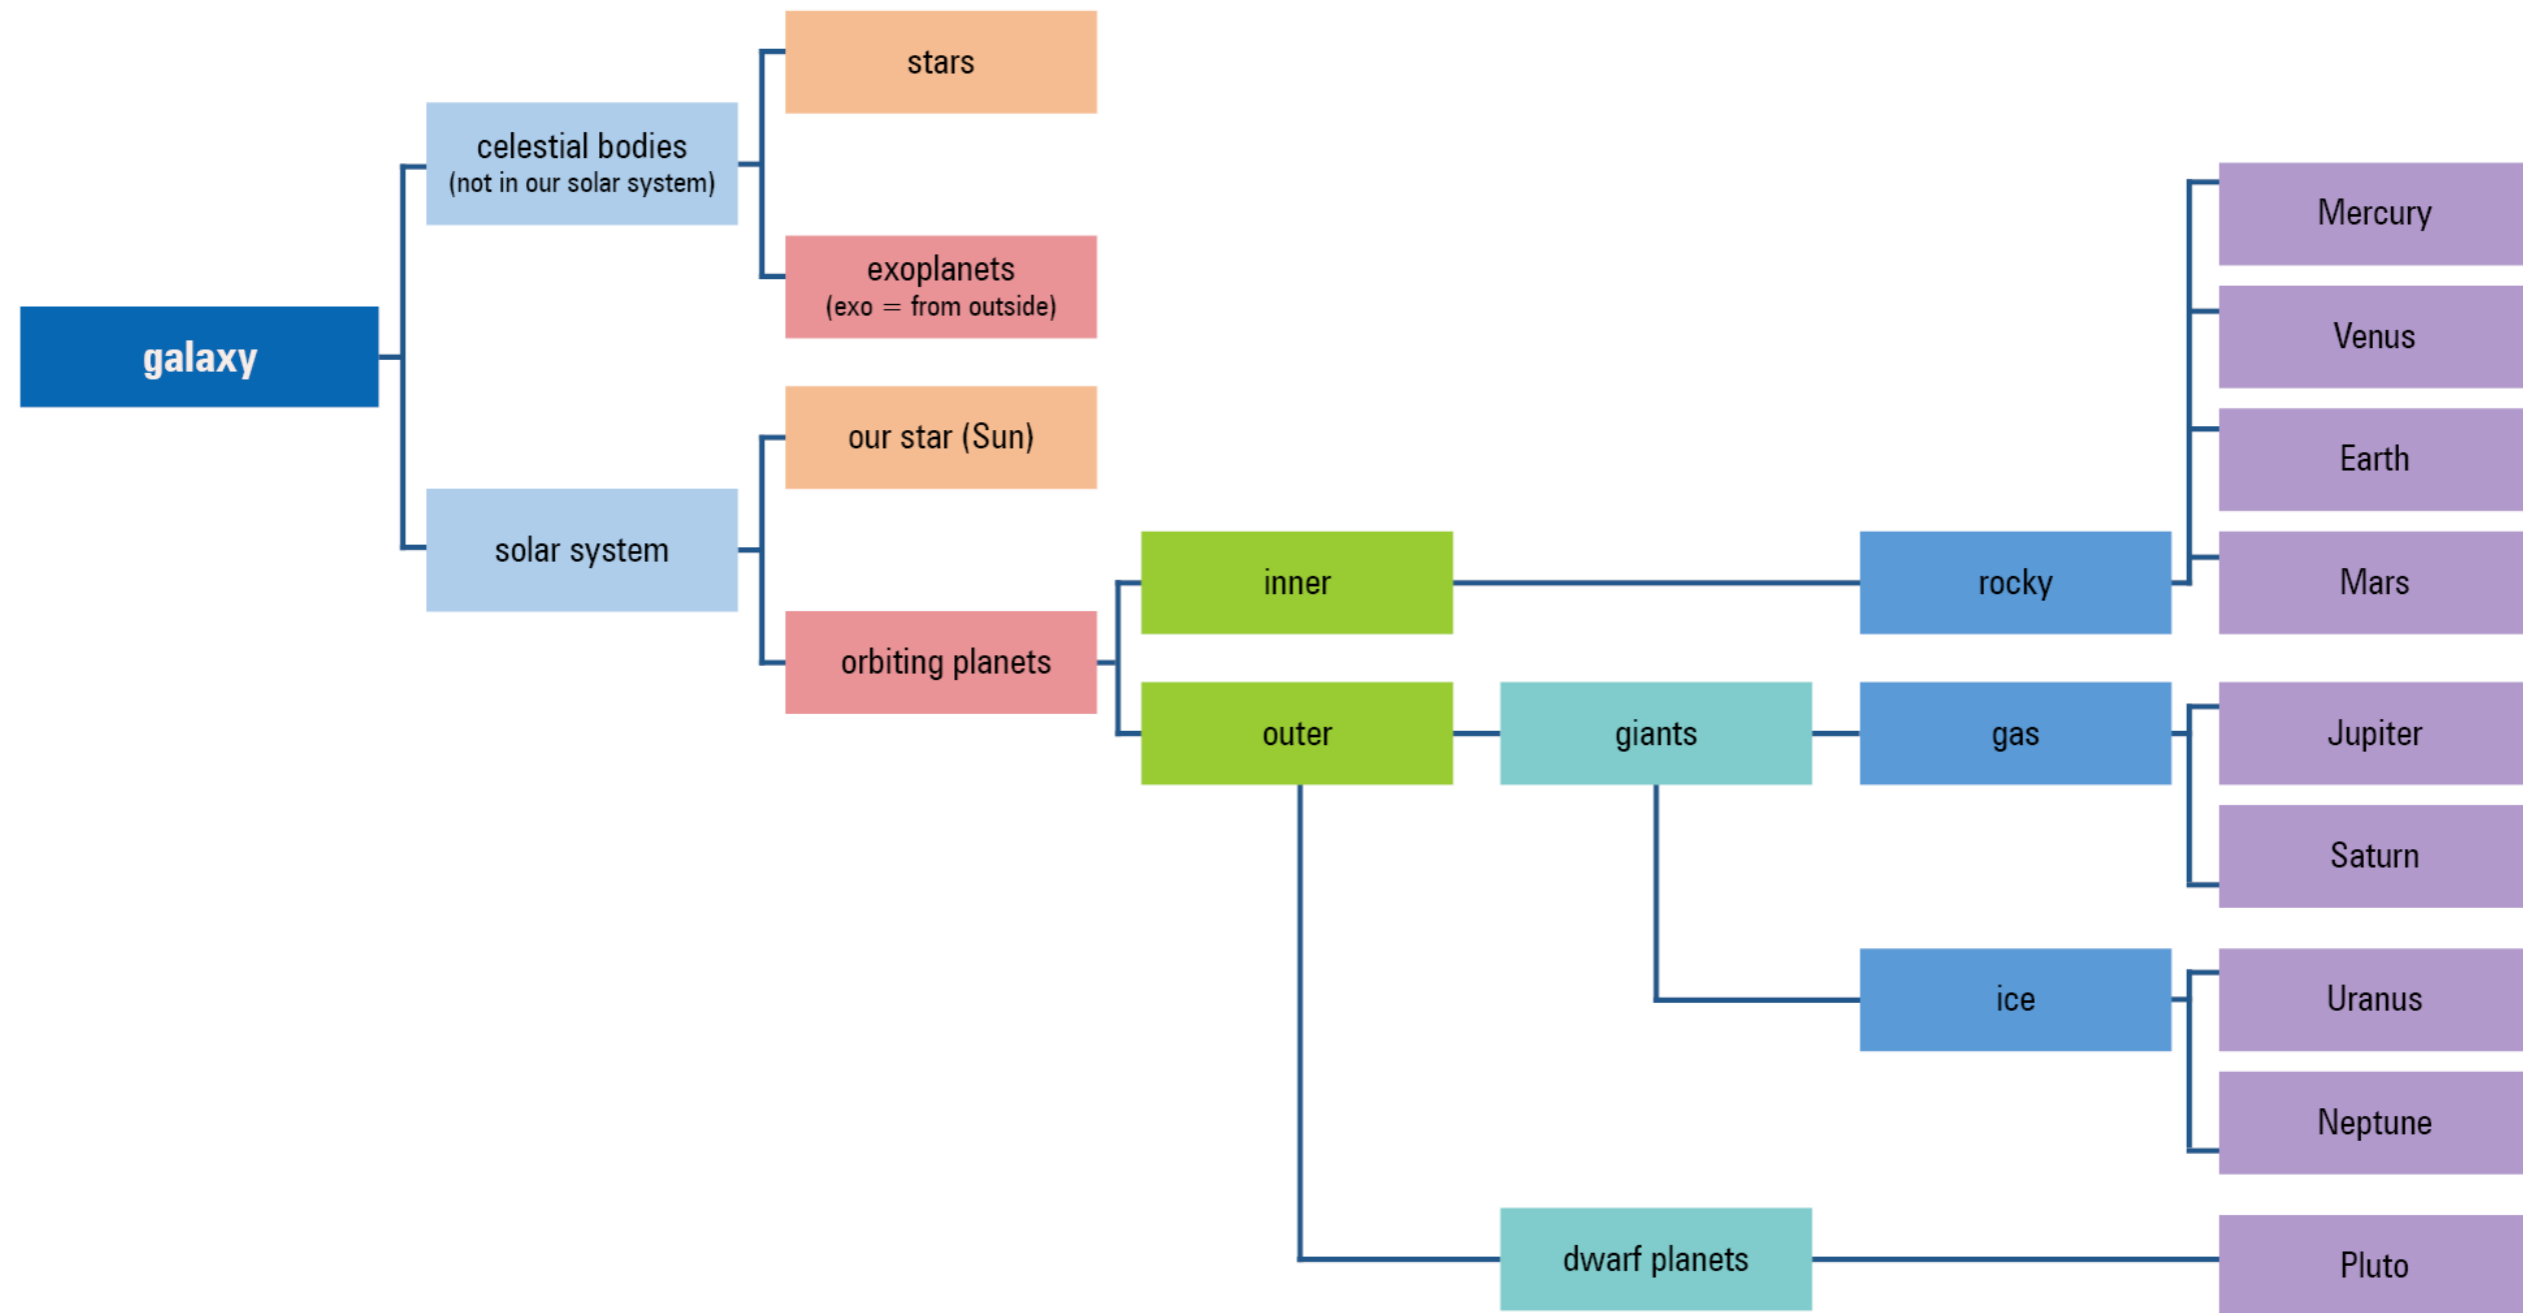 galaxy
celestial bodies
(not in our solar system)
stars
exoplanets
(exo = from outside)
solar system
our star (Sun)
orbiting planets
inner
rocky
Mercury
Venus
Earth
Mars
outer
giants
gas
Jupiter
Saturn
ice
Uranus
Neptune
dwarf planets
Pluto